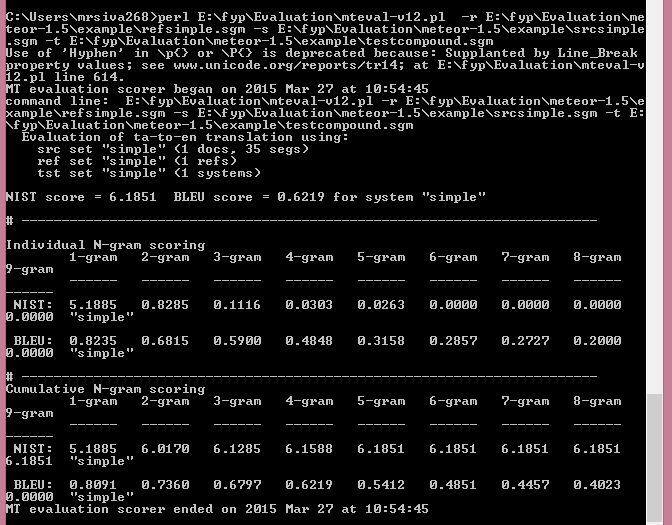 C:\Users\mrsiva268>perl E:\fyp\Evaluation\mteval-v12.pl  -r E:\fyp\Evaluation\me
teor-1.5\example\refsimple.sgm -s E:\fyp\Evaluation\meteor-1.5\example\srcsimple
.sgm -t E:\fyp\Evaluation\meteor-1.5\example\testcompound.sgm
Use of 'Hyphen' in \p{} or \P{} is deprecated because: Supplanted by Line_Break
property values; see www.unicode.org/reports/tr14; at E:\fyp\Evaluation\mteval-v
12.pl line 614.
MT evaluation scorer began on 2015 Mar 27 at 10:54:45
command line:  E:\fyp\Evaluation\mteval-v12.pl -r E:\fyp\Evaluation\meteor-1.5\e
xample\refsimple.sgm -s E:\fyp\Evaluation\meteor-1.5\example\srcsimple.sgm -t E:
\fyp\Evaluation\meteor-1.5\example\testcompound.sgm
  Evaluation of ta-to-en translation using:
    src set "simple" (1 docs, 35 segs)
    ref set "simple" (1 refs)
    tst set "simple" (1 systems)
NIST score = 6.1851  BLEU score = 0.6219 for system "simple"
# ------------------------------------------------------------------------
Individual N-gram scoring
        1-gram   2-gram   3-gram   4-gram   5-gram   6-gram   7-gram   8-gram
9-gram
        ------   ------   ------   ------   ------   ------   ------   ------
------
 NIST:  5.1885   0.8285   0.1116   0.0303   0.0263   0.0000   0.0000   0.0000
0.0000  "simple"
 BLEU:  0.8235   0.6815   0.5900   0.4848   0.3158   0.2857   0.2727   0.2000
0.0000  "simple"
# ------------------------------------------------------------------------
Cumulative N-gram scoring
        1-gram   2-gram   3-gram   4-gram   5-gram   6-gram   7-gram   8-gram
9-gram
        ------   ------   ------   ------   ------   ------   ------   ------
------
 NIST:  5.1885   6.0170   6.1285   6.1588   6.1851   6.1851   6.1851   6.1851
6.1851  "simple"
 BLEU:  0.8091   0.7360   0.6797   0.6219   0.5412   0.4851   0.4457   0.4023
0.0000  "simple"
MT evaluation scorer ended on 2015 Mar 27 at 10:54:45